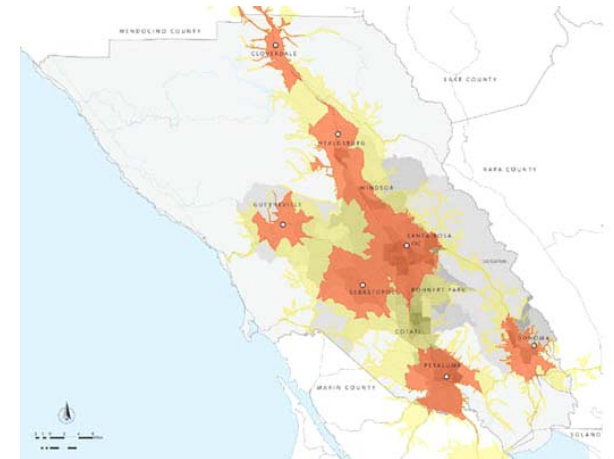 MENDOCINO COUNTY
CLOVERDALE
LAKE COUNTY
HEALDSBURG
NAPA COUNTY
WINDSOR
GUERNEVILLE
SANTA ROSA
SEBASTOPOL
ROHNERT PARK
COTATI
SONOMA
PETALUMA
MARIN COUNTY
SOLANO